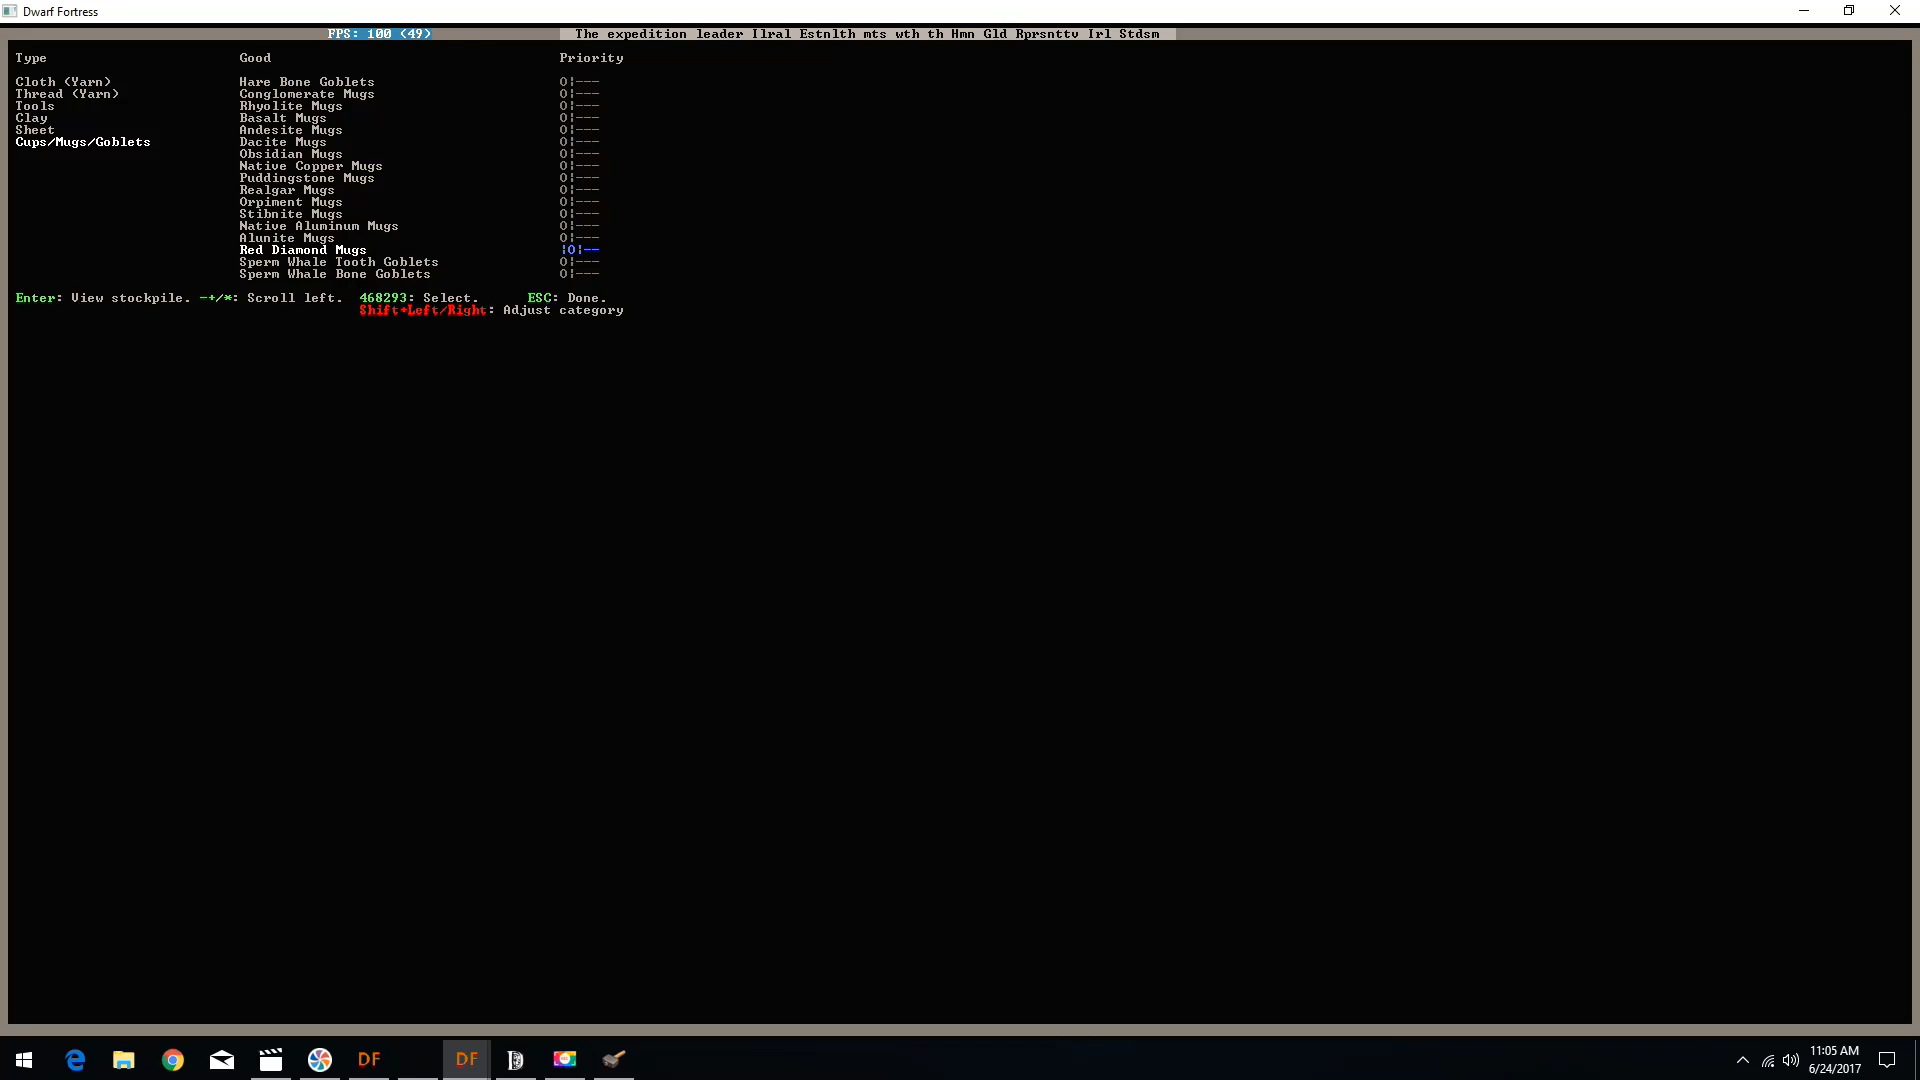 Dwarf Fortress
FPS: 100 (49) The expedition leader Ilral Estnlth mts wth th Hmn Gld Rprsnttv Irl Stdsm
Type Good Priority
Cloth (Yarn) Hare Bone Goblets 0|---
Thread (Yarn) Conglomerate Mugs 0|---
Tools Rhyolite Mugs 0|---
Clay Basalt Mugs 0|---
Sheet Andesite Mugs 0|---
Cups/Mugs/Goblets Dacite Mugs 0|---
Obsidian Mugs 0|---
Native Copper Mugs 0|---
Puddingstone Mugs 0|---
Realgar Mugs 0|---
Orpiment Mugs 0|---
Stibnite Mugs 0|---
Native Aluminum Mugs 0|---
Alunite Mugs 0|---
Red Diamond Mugs |0|--
Sperm Whale Tooth Goblets 0|---
Sperm Whale Bone Goblets 0|---
Enter: View stockpile. -+/*: Scroll left. 468293: Select. ESC: Done.
Shift+Left/Right: Adjust category
DF DF
11:05 AM
6/24/2017